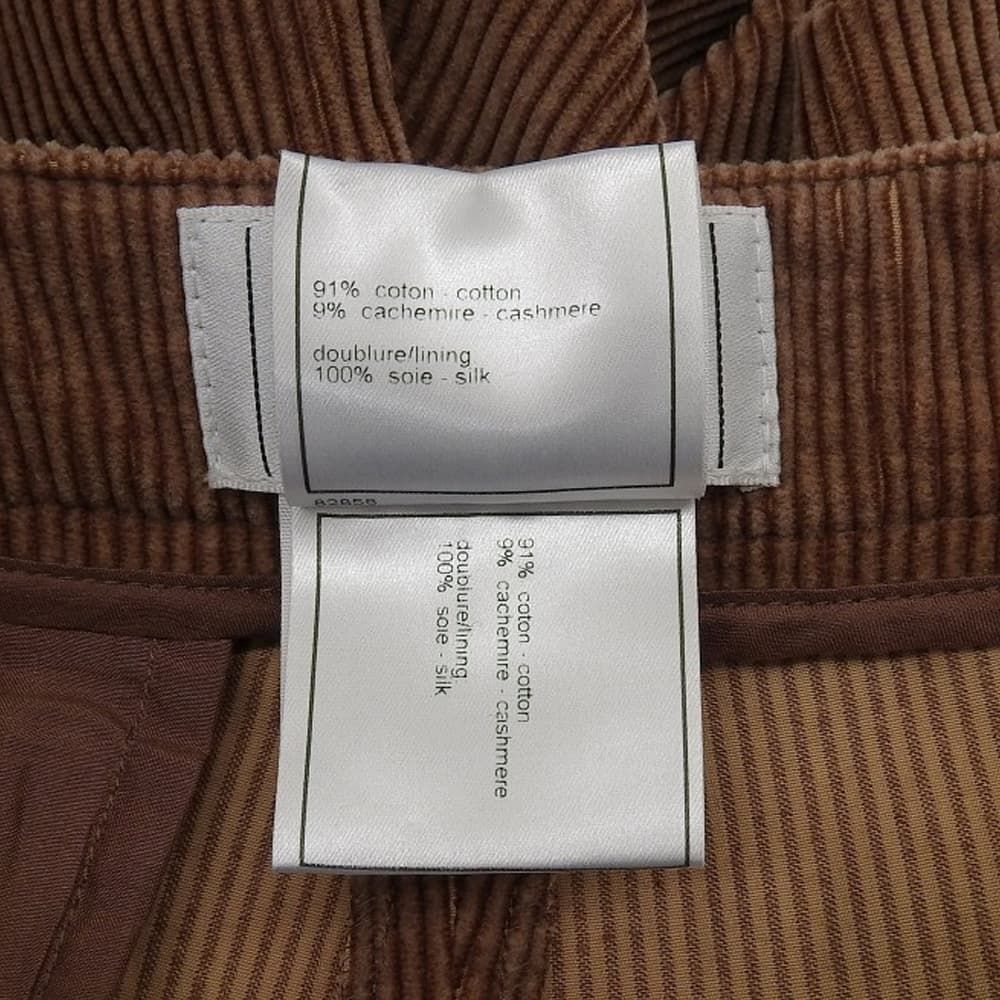 91% coton - cotton
9% cachemire - cashmere
doublure/lining
100% soie - silk
91% coton - cotton
9% cachemire - cashmere
doublure/lining
100% soie - silk